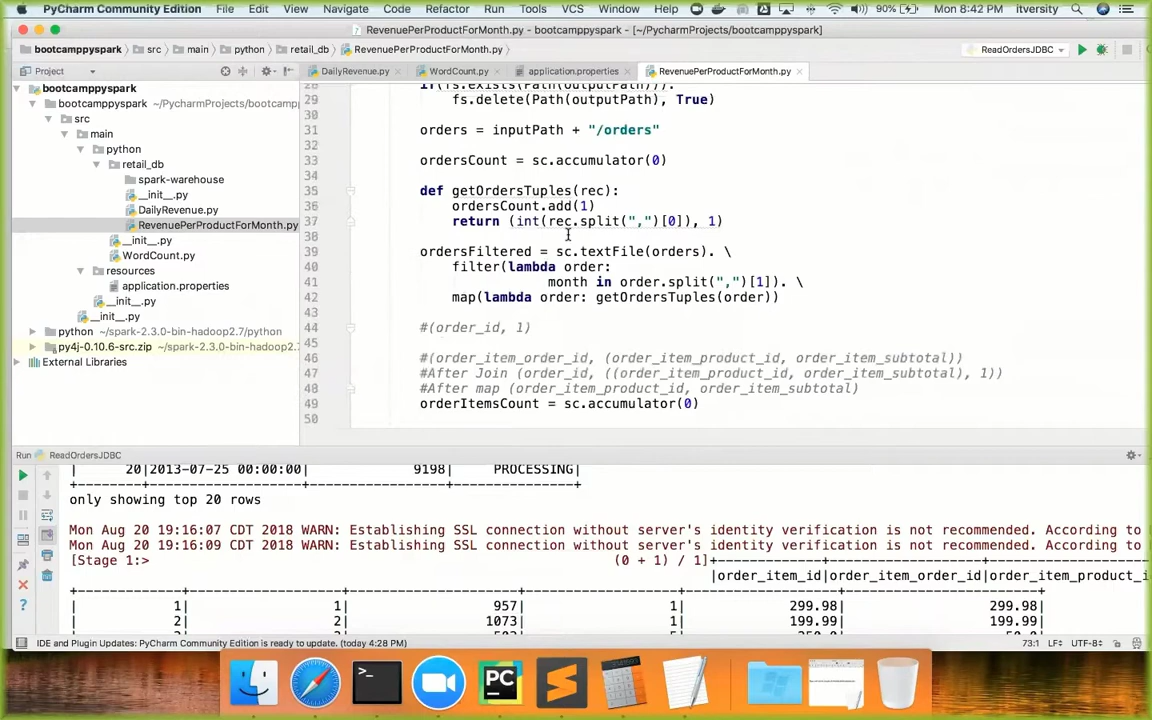 PyCharm Community Edition File Edit View Navigate Code Refactor Run Tools VCS Window Help 90% Mon 8:42 PM itversity
RevenuePerProductForMonth.py - bootcamppyspark - [~/PycharmProjects/bootcamppyspark]
bootcamppyspark src main python retail_db RevenuePerProductForMonth.py ReadOrdersJDBC
Project DailyRevenue.py WordCount.py application.properties RevenuePerProductForMonth.py
bootcamppyspark
bootcamppyspark ~/PycharmProjects/bootcamp
src
main
python
retail_db
spark-warehouse
__init__.py
DailyRevenue.py
RevenuePerProductForMonth.py
__init__.py
WordCount.py
resources
application.properties
__init__.py
__init__.py
python ~/spark-2.3.0-bin-hadoop2.7/python
py4j-0.10.6-src.zip ~/spark-2.3.0-bin-hadoop2.7
External Libraries
28 if(fs.exists(Path(outputPath))):
29 fs.delete(Path(outputPath), True)
30
31 orders = inputPath + "/orders"
32
33 ordersCount = sc.accumulator(0)
34
35 def getOrdersTuples(rec):
36 ordersCount.add(1)
37 return (int(rec.split(",")[0]), 1)
38
39 ordersFiltered = sc.textFile(orders). \
40 filter(lambda order:
41 month in order.split(",")[1]). \
42 map(lambda order: getOrdersTuples(order))
43
44 #(order_id, 1)
45
46 #(order_item_order_id, (order_item_product_id, order_item_subtotal))
47 #After Join (order_id, ((order_item_product_id, order_item_subtotal), 1))
48 #After map (order_item_product_id, order_item_subtotal)
49 orderItemsCount = sc.accumulator(0)
50
Run ReadOrdersJDBC
| 20|2013-07-25 00:00:00| 9198| PROCESSING|
+--------+-------------------+-----------------+---------------+
only showing top 20 rows
Mon Aug 20 19:16:07 CDT 2018 WARN: Establishing SSL connection without server's identity verification is not recommended. According to
Mon Aug 20 19:16:09 CDT 2018 WARN: Establishing SSL connection without server's identity verification is not recommended. According to
[Stage 1:> (0 + 1) / 1]+-------------+-------------------+---------------------
|order_item_id|order_item_order_id|order_item_product_i
+-------------+-------------------+---------------------+-------------------+-------------------+------------------------+
| 1| 1| 957| 1| 299.98| 299.98|
| 2| 2| 1073| 1| 199.99| 199.99|
IDE and Plugin Updates: PyCharm Community Edition is ready to update. (today 4:28 PM) 73:1 LF UTF-8
PC